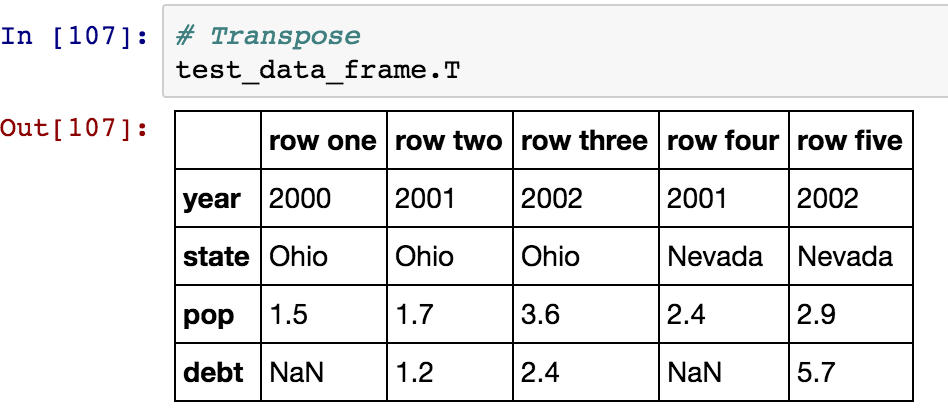 In [107]: # Transpose
test_data_frame.T
Out[107]:
row one row two row three row four row five
year 2000 2001 2002 2001 2002
state Ohio Ohio Ohio Nevada Nevada
pop 1.5 1.7 3.6 2.4 2.9
debt NaN 1.2 2.4 NaN 5.7